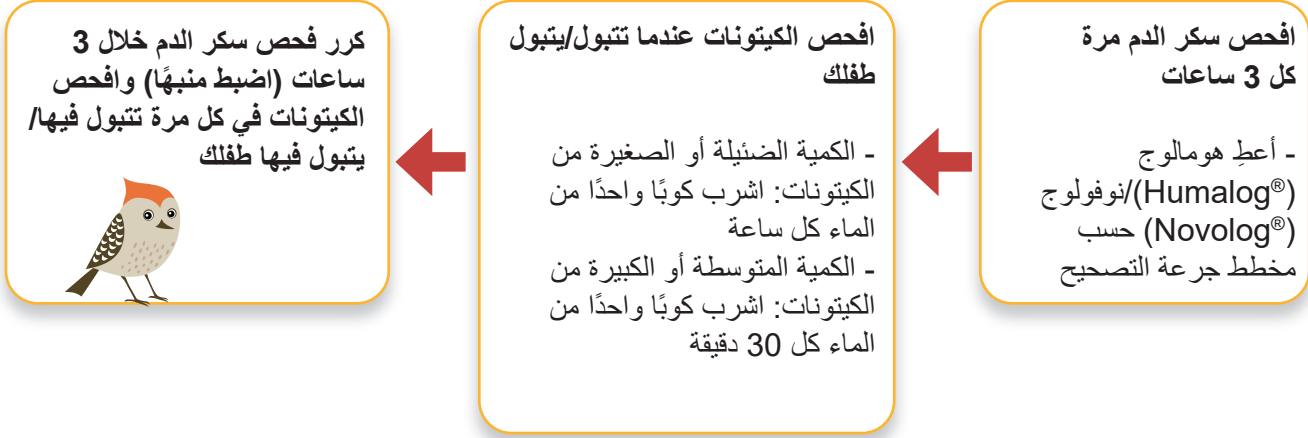 افحص سكر الدم مرة
كل 3 ساعات
- أعطِ هومالوج
(Humalog®)/نوفولوج
(Novolog®) حسب
مخطط جرعة التصحيح
افحص الكيتونات عندما تتبول/يتبول
طفلك
- الكمية الضئيلة أو الصغيرة من
الكيتونات: اشرب كوبًا واحدًا من
الماء كل ساعة
- الكمية المتوسطة أو الكبيرة من
الكيتونات: اشرب كوبًا واحدًا من
الماء كل 30 دقيقة
كرر فحص سكر الدم خلال 3
ساعات (اضبط منبهًا) وافحص
الكيتونات في كل مرة تتبول فيها/
يتبول فيها طفلك